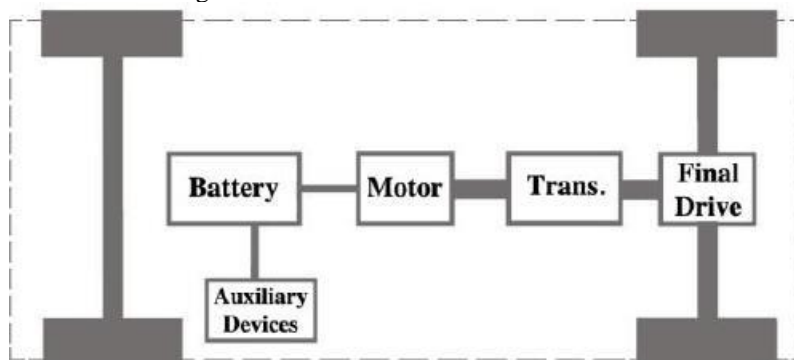 Battery
Motor
Trans.
Final
Drive
Auxiliary
Devices